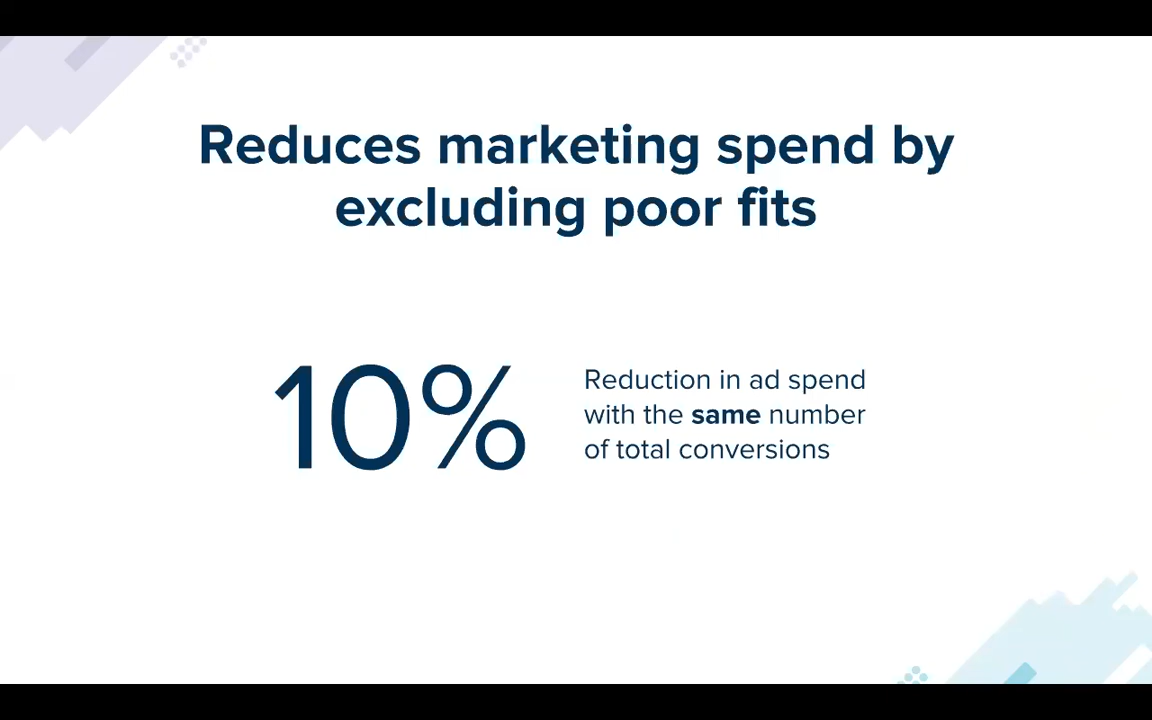 Reduces marketing spend by
excluding poor fits
10%
Reduction in ad spend
with the same number
of total conversions